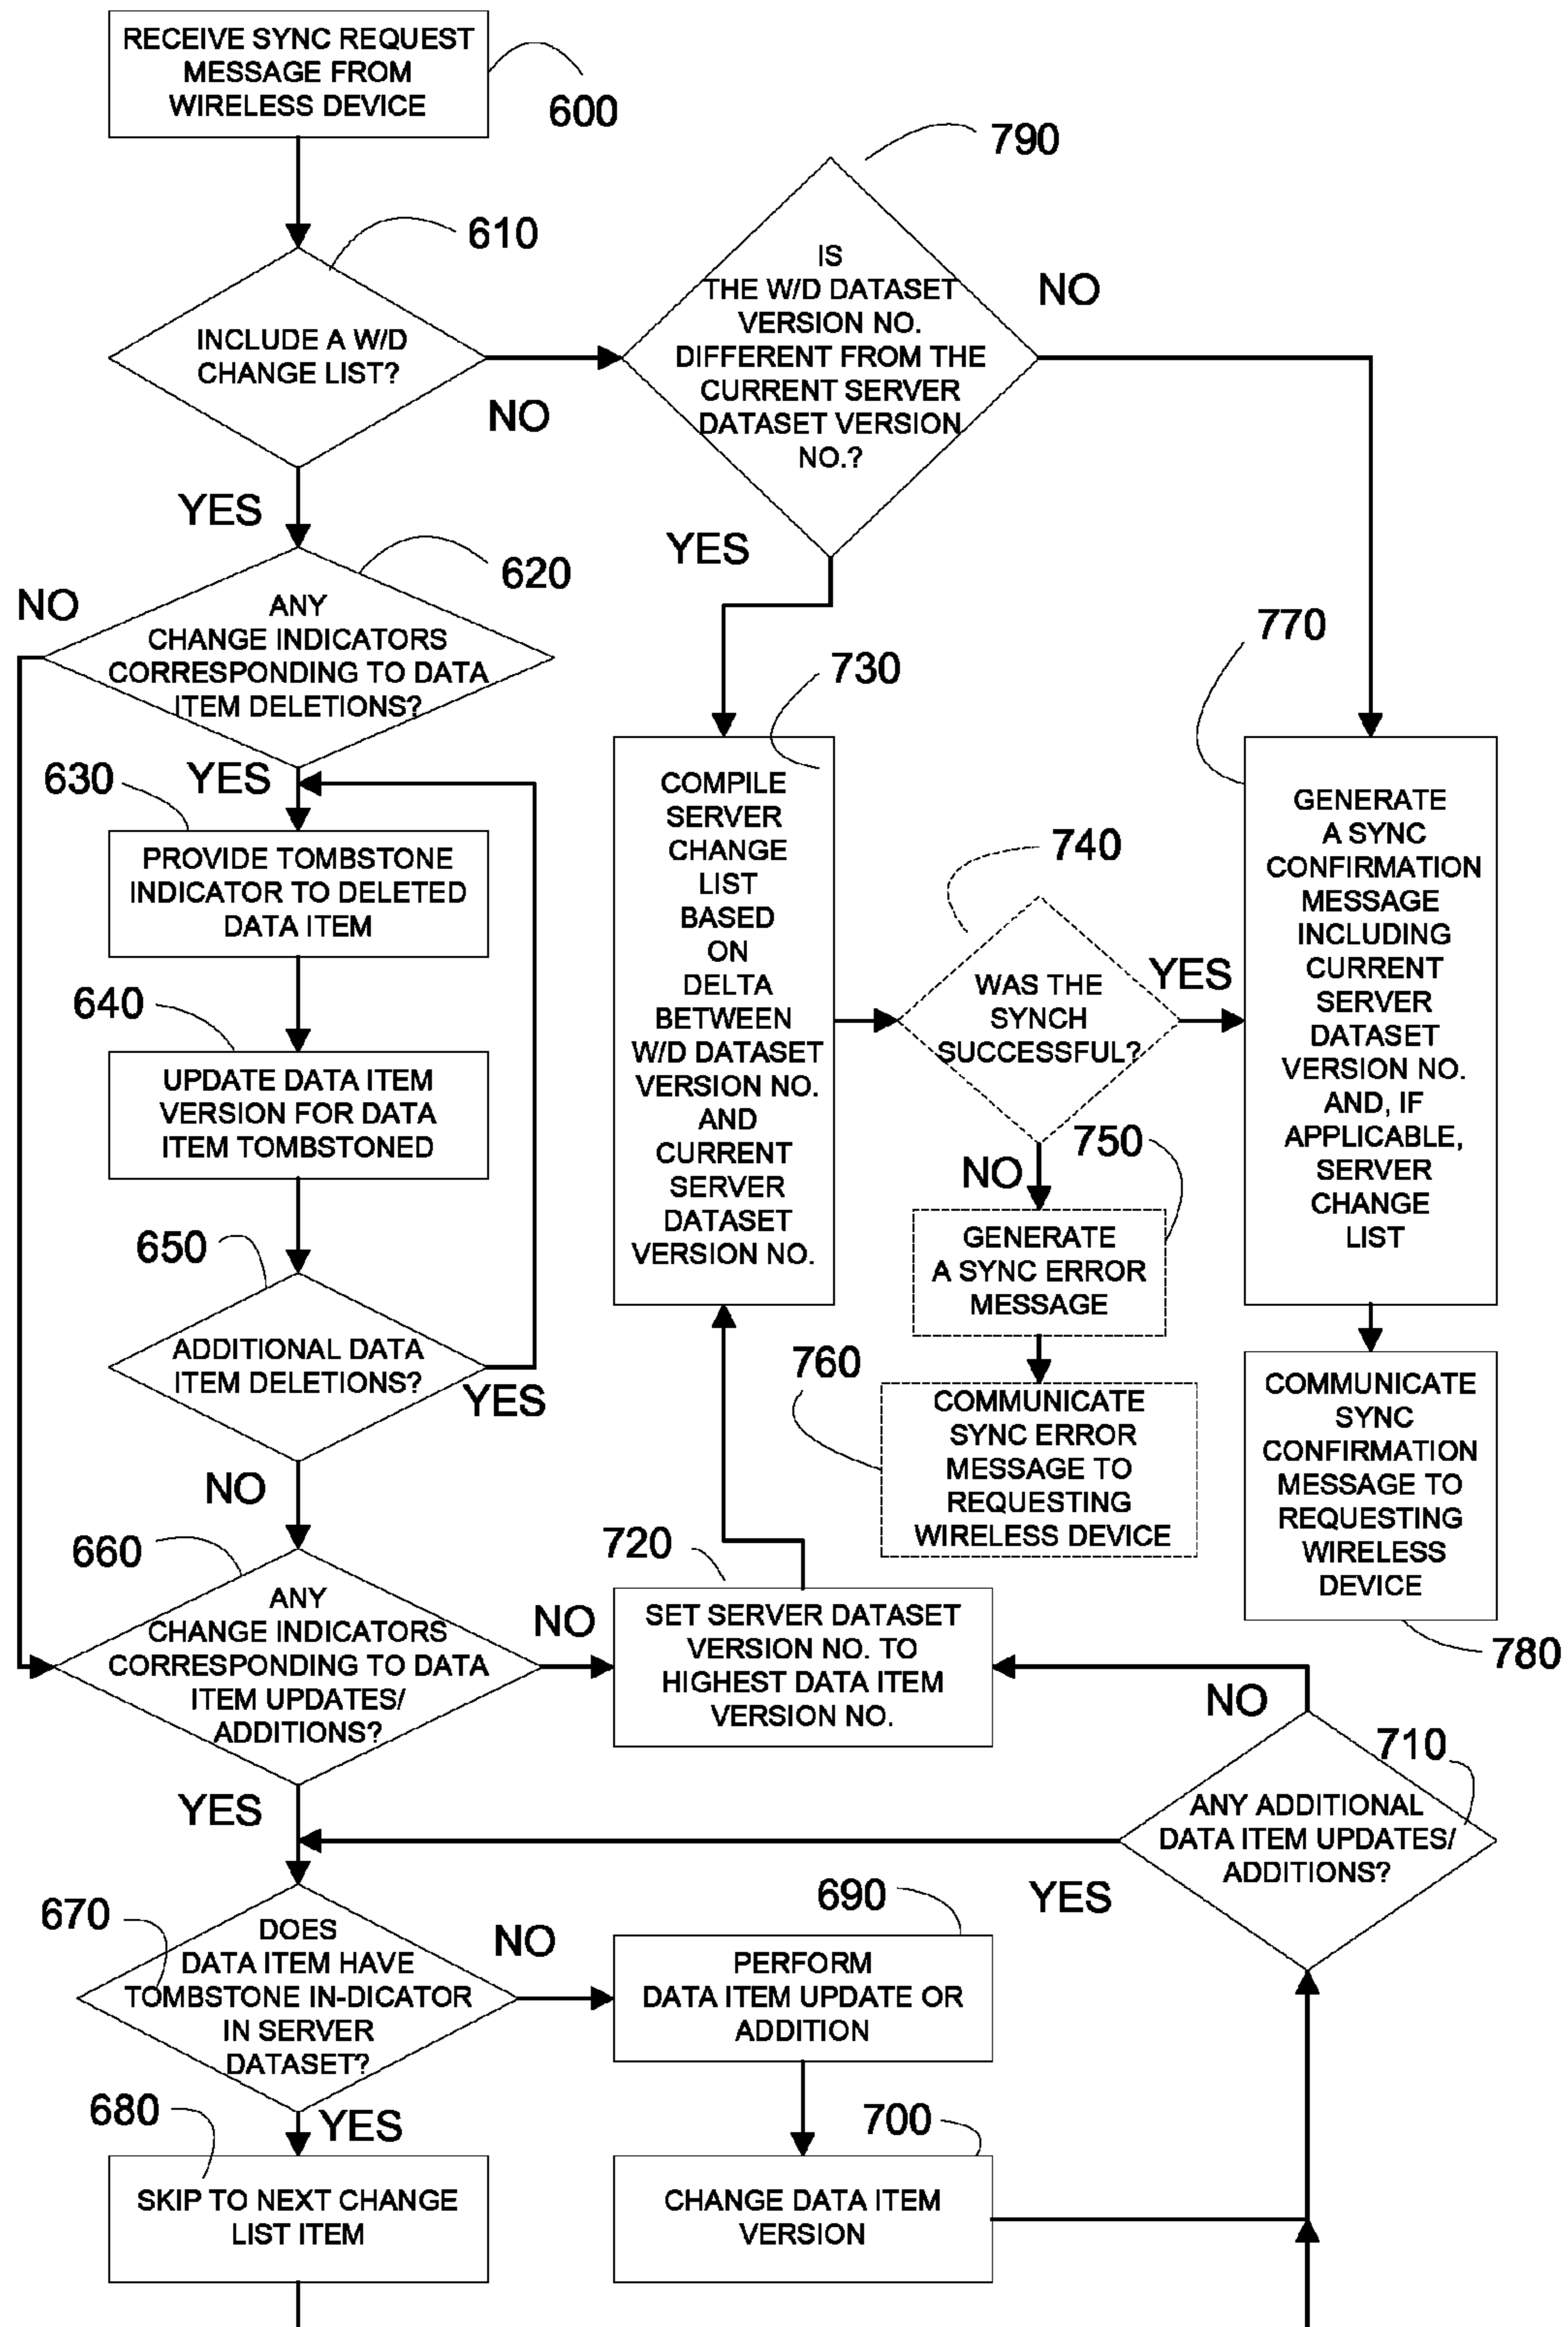 RECEIVE SYNC REQUEST
MESSAGE FROM
WIRELESS DEVICE
600
610
INCLUDE A W/D
CHANGE LIST?
NO
YES
790
IS
THE W/D DATASET
VERSION NO.
DIFFERENT FROM THE
CURRENT SERVER
DATASET VERSION
NO.?
NO
YES
620
NO
ANY
CHANGE INDICATORS
CORRESPONDING TO DATA
ITEM DELETIONS?
YES
630
PROVIDE TOMBSTONE
INDICATOR TO DELETED
DATA ITEM
640
UPDATE DATA ITEM
VERSION FOR DATA
ITEM TOMBSTONED
650
ADDITIONAL DATA
ITEM DELETIONS?
YES
NO
730
COMPILE
SERVER
CHANGE
LIST
BASED
ON
DELTA
BETWEEN
W/D DATASET
VERSION NO.
AND
CURRENT
SERVER
DATASET
VERSION NO.
740
WAS THE
SYNCH
SUCCESSFUL?
YES
NO
750
GENERATE
A SYNC ERROR
MESSAGE
760
COMMUNICATE
SYNC ERROR
MESSAGE TO
REQUESTING
WIRELESS DEVICE
770
GENERATE
A SYNC
CONFIRMATION
MESSAGE
INCLUDING
CURRENT
SERVER
DATASET
VERSION NO.
AND, IF
APPLICABLE,
SERVER
CHANGE
LIST
COMMUNICATE
SYNC
CONFIRMATION
MESSAGE TO
REQUESTING
WIRELESS
DEVICE
780
660
ANY
CHANGE INDICATORS
CORRESPONDING TO DATA
ITEM UPDATES/
ADDITIONS?
NO
YES
720
SET SERVER DATASET
VERSION NO. TO
HIGHEST DATA ITEM
VERSION NO.
NO
710
ANY ADDITIONAL
DATA ITEM UPDATES/
ADDITIONS?
YES
670
DOES
DATA ITEM HAVE
TOMBSTONE IN-DICATOR
IN SERVER
DATASET?
NO
YES
690
PERFORM
DATA ITEM UPDATE OR
ADDITION
680
SKIP TO NEXT CHANGE
LIST ITEM
700
CHANGE DATA ITEM
VERSION